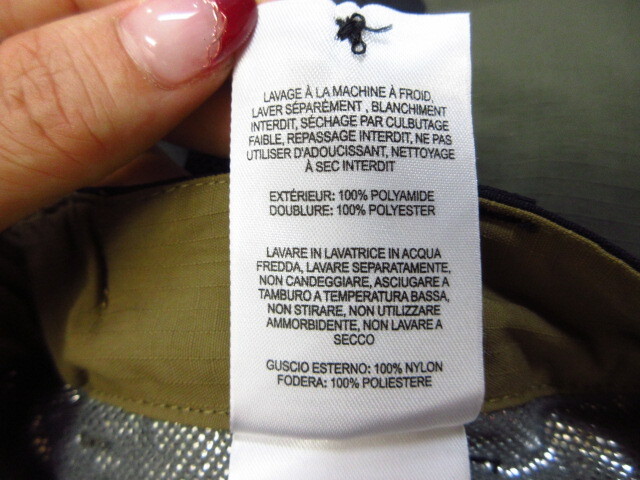 LAVAGE À LA MACHINE À FROID,
LAVER SÉPARÉMENT , BLANCHIMENT
INTERDIT, SÉCHAGE PAR CULBUTAGE
FAIBLE, REPASSAGE INTERDIT, NE PAS
UTILISER D'ADOUCISSANT, NETTOYAGE
À SEC INTERDIT
EXTÉRIEUR: 100% POLYAMIDE
DOUBLURE: 100% POLYESTER
LAVARE IN LAVATRICE IN ACQUA
FREDDA, LAVARE SEPARATAMENTE,
NON CANDEGGIARE, ASCIUGARE A
TAMBURO A TEMPERATURA BASSA,
NON STIRARE, NON UTILIZZARE
AMMORBIDENTE, NON LAVARE A
SECCO
GUSCIO ESTERNO: 100% NYLON
FODERA: 100% POLIESTERE